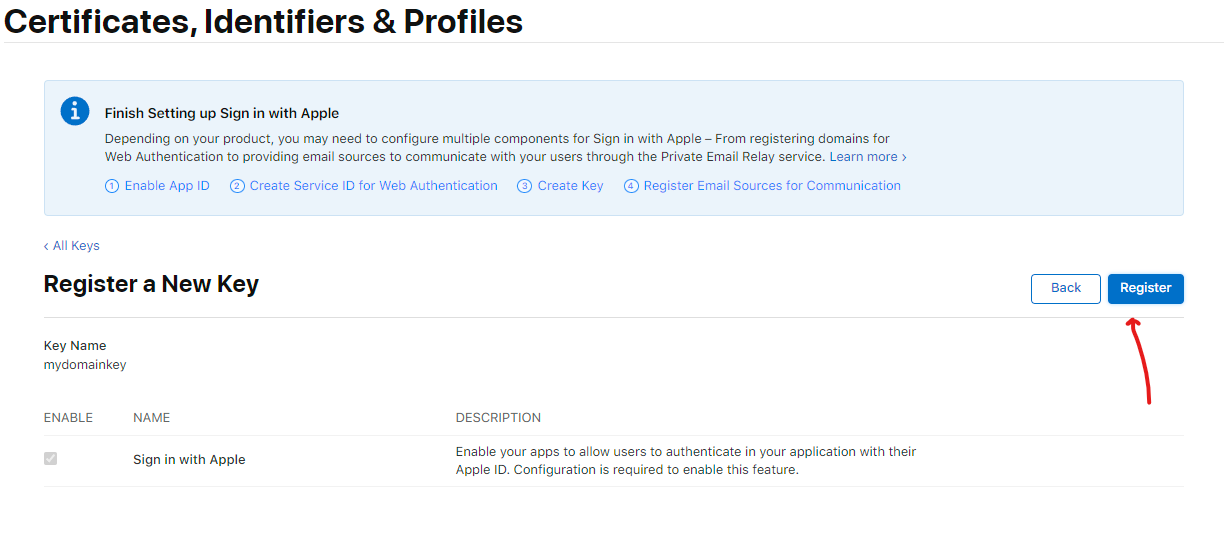 Certificates, Identifiers & Profiles
Finish Setting up Sign in with Apple
Depending on your product, you may need to configure multiple components for Sign in with Apple – From registering domains for
Web Authentication to providing email sources to communicate with your users through the Private Email Relay service. Learn more ›
1 Enable App ID 2 Create Service ID for Web Authentication 3 Create Key 4 Register Email Sources for Communication
‹ All Keys
Register a New Key
Back Register
Key Name
mydomainkey
ENABLE NAME DESCRIPTION
Sign in with Apple
Enable your apps to allow users to authenticate in your application with their
Apple ID. Configuration is required to enable this feature.